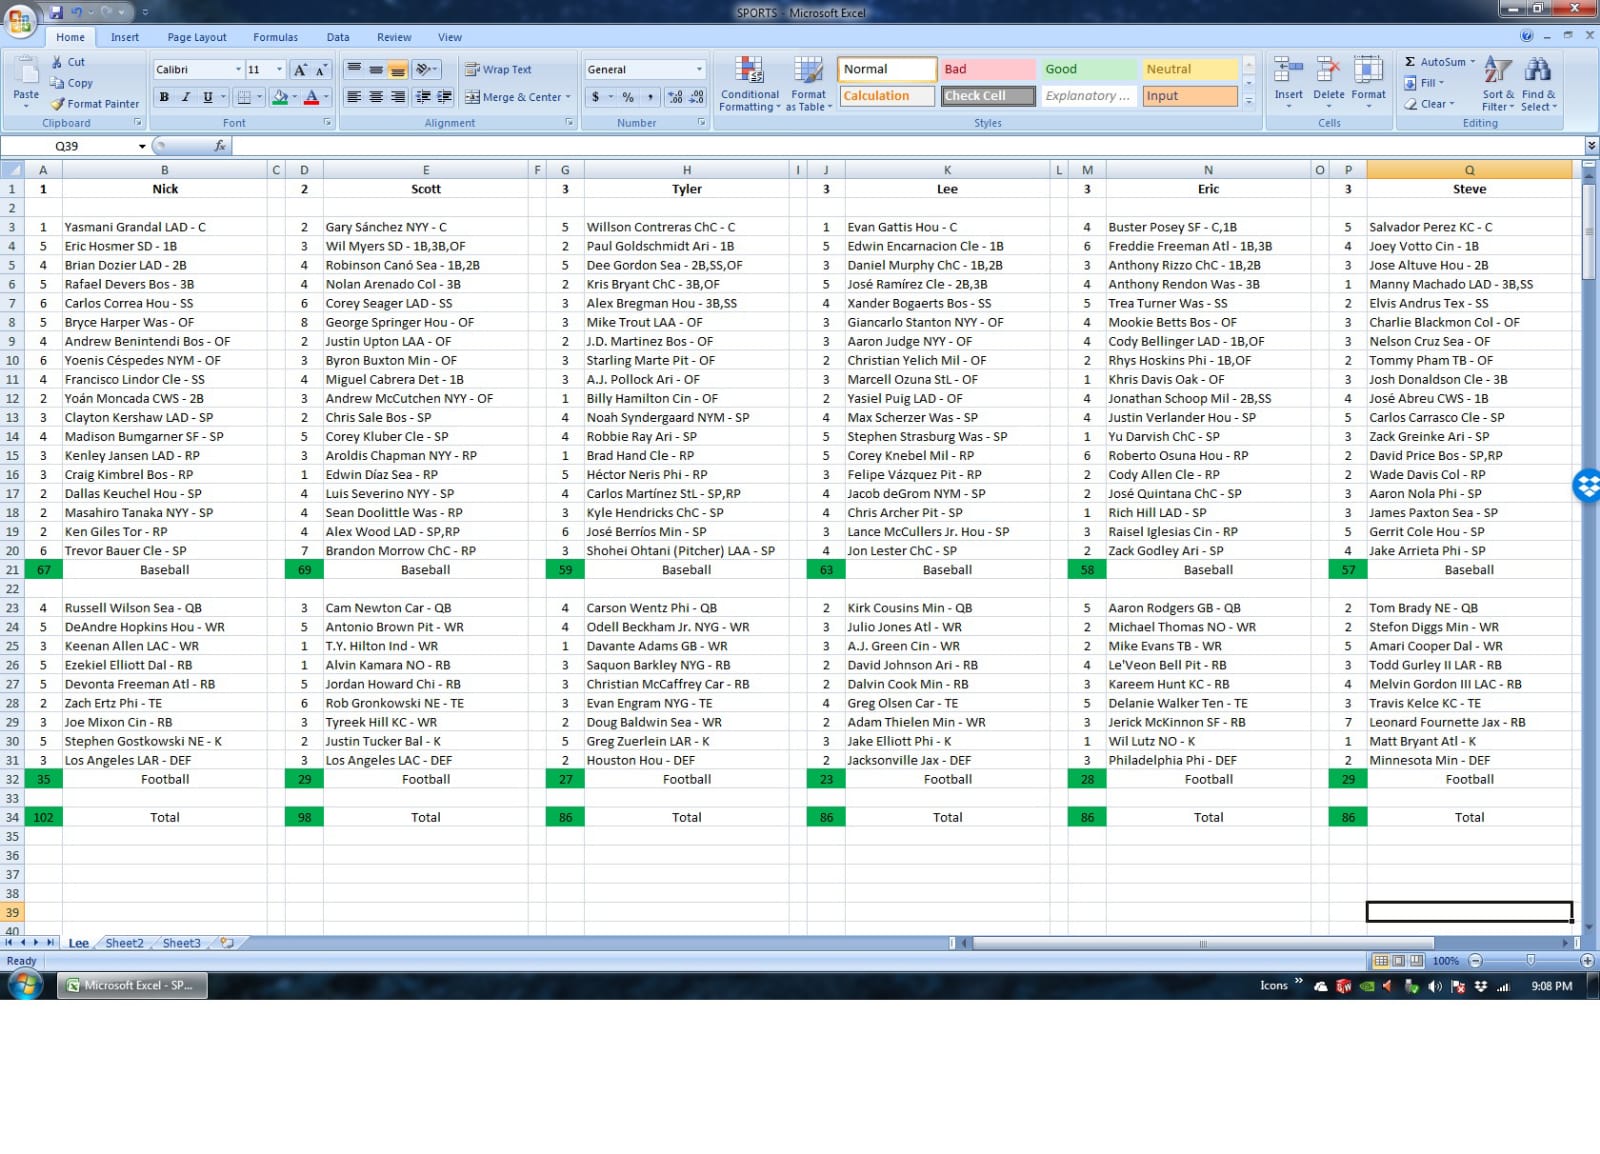 SPORTS - Microsoft Excel
Home Insert Page Layout Formulas Data Review View
Cut Calibri 11 A A Wrap Text General Normal Bad Good Neutral AutoSum
Copy Fill
Paste Format Painter B I U A Merge & Center $ % , Conditional Formatting Format as Table Calculation Check Cell Explanatory ... Input Insert Delete Format Clear Sort & Filter Find & Select
Clipboard Font Alignment Number Styles Cells Editing
Q39 fx
A B C D E F G H I J K L M N O P Q
1 1 Nick 2 Scott 3 Tyler 3 Lee 3 Eric 3 Steve
2
3 1 Yasmani Grandal LAD - C 2 Gary Sánchez NYY - C 5 Willson Contreras ChC - C 1 Evan Gattis Hou - C 4 Buster Posey SF - C,1B 5 Salvador Perez KC - C
4 5 Eric Hosmer SD - 1B 3 Wil Myers SD - 1B,3B,OF 2 Paul Goldschmidt Ari - 1B 5 Edwin Encarnacion Cle - 1B 6 Freddie Freeman Atl - 1B,3B 4 Joey Votto Cin - 1B
5 4 Brian Dozier LAD - 2B 4 Robinson Canó Sea - 1B,2B 5 Dee Gordon Sea - 2B,SS,OF 3 Daniel Murphy ChC - 1B,2B 3 Anthony Rizzo ChC - 1B,2B 3 Jose Altuve Hou - 2B
6 5 Rafael Devers Bos - 3B 4 Nolan Arenado Col - 3B 2 Kris Bryant ChC - 3B,OF 5 José Ramírez Cle - 2B,3B 4 Anthony Rendon Was - 3B 1 Manny Machado LAD - 3B,SS
7 6 Carlos Correa Hou - SS 6 Corey Seager LAD - SS 3 Alex Bregman Hou - 3B,SS 4 Xander Bogaerts Bos - SS 5 Trea Turner Was - SS 2 Elvis Andrus Tex - SS
8 5 Bryce Harper Was - OF 8 George Springer Hou - OF 3 Mike Trout LAA - OF 3 Giancarlo Stanton NYY - OF 4 Mookie Betts Bos - OF 3 Charlie Blackmon Col - OF
9 4 Andrew Benintendi Bos - OF 2 Justin Upton LAA - OF 2 J.D. Martinez Bos - OF 3 Aaron Judge NYY - OF 4 Cody Bellinger LAD - 1B,OF 3 Nelson Cruz Sea - OF
10 6 Yoenis Céspedes NYM - OF 3 Byron Buxton Min - OF 3 Starling Marte Pit - OF 2 Christian Yelich Mil - OF 2 Rhys Hoskins Phi - 1B,OF 2 Tommy Pham TB - OF
11 4 Francisco Lindor Cle - SS 4 Miguel Cabrera Det - 1B 3 A.J. Pollock Ari - OF 3 Marcell Ozuna StL - OF 1 Khris Davis Oak - OF 3 Josh Donaldson Cle - 3B
12 2 Yoán Moncada CWS - 2B 3 Andrew McCutchen NYY - OF 1 Billy Hamilton Cin - OF 2 Yasiel Puig LAD - OF 4 Jonathan Schoop Mil - 2B,SS 4 José Abreu CWS - 1B
13 3 Clayton Kershaw LAD - SP 2 Chris Sale Bos - SP 4 Noah Syndergaard NYM - SP 4 Max Scherzer Was - SP 4 Justin Verlander Hou - SP 5 Carlos Carrasco Cle - SP
14 4 Madison Bumgarner SF - SP 5 Corey Kluber Cle - SP 4 Robbie Ray Ari - SP 5 Stephen Strasburg Was - SP 1 Yu Darvish ChC - SP 3 Zack Greinke Ari - SP
15 3 Kenley Jansen LAD - RP 3 Aroldis Chapman NYY - RP 1 Brad Hand Cle - RP 5 Corey Knebel Mil - RP 6 Roberto Osuna Hou - RP 2 David Price Bos - SP,RP
16 3 Craig Kimbrel Bos - RP 1 Edwin Díaz Sea - RP 5 Héctor Neris Phi - RP 3 Felipe Vázquez Pit - RP 2 Cody Allen Cle - RP 2 Wade Davis Col - RP
17 2 Dallas Keuchel Hou - SP 4 Luis Severino NYY - SP 4 Carlos Martínez StL - SP,RP 4 Jacob deGrom NYM - SP 2 José Quintana ChC - SP 3 Aaron Nola Phi - SP
18 2 Masahiro Tanaka NYY - SP 4 Sean Doolittle Was - RP 3 Kyle Hendricks ChC - SP 4 Chris Archer Pit - SP 1 Rich Hill LAD - SP 3 James Paxton Sea - SP
19 2 Ken Giles Tor - RP 4 Alex Wood LAD - SP,RP 6 José Berríos Min - SP 3 Lance McCullers Jr. Hou - SP 3 Raisel Iglesias Cin - RP 5 Gerrit Cole Hou - SP
20 6 Trevor Bauer Cle - SP 7 Brandon Morrow ChC - RP 3 Shohei Ohtani (Pitcher) LAA - SP 4 Jon Lester ChC - SP 2 Zack Godley Ari - SP 4 Jake Arrieta Phi - SP
21 67 Baseball 69 Baseball 59 Baseball 63 Baseball 58 Baseball 57 Baseball
22
23 4 Russell Wilson Sea - QB 3 Cam Newton Car - QB 4 Carson Wentz Phi - QB 2 Kirk Cousins Min - QB 5 Aaron Rodgers GB - QB 2 Tom Brady NE - QB
24 5 DeAndre Hopkins Hou - WR 5 Antonio Brown Pit - WR 4 Odell Beckham Jr. NYG - WR 3 Julio Jones Atl - WR 2 Michael Thomas NO - WR 2 Stefon Diggs Min - WR
25 3 Keenan Allen LAC - WR 1 T.Y. Hilton Ind - WR 1 Davante Adams GB - WR 3 A.J. Green Cin - WR 2 Mike Evans TB - WR 5 Amari Cooper Dal - WR
26 5 Ezekiel Elliott Dal - RB 1 Alvin Kamara NO - RB 3 Saquon Barkley NYG - RB 2 David Johnson Ari - RB 4 Le'Veon Bell Pit - RB 3 Todd Gurley II LAR - RB
27 5 Devonta Freeman Atl - RB 5 Jordan Howard Chi - RB 3 Christian McCaffrey Car - RB 2 Dalvin Cook Min - RB 3 Kareem Hunt KC - RB 4 Melvin Gordon III LAC - RB
28 2 Zach Ertz Phi - TE 6 Rob Gronkowski NE - TE 3 Evan Engram NYG - TE 4 Greg Olsen Car - TE 5 Delanie Walker Ten - TE 3 Travis Kelce KC - TE
29 3 Joe Mixon Cin - RB 3 Tyreek Hill KC - WR 2 Doug Baldwin Sea - WR 2 Adam Thielen Min - WR 3 Jerick McKinnon SF - RB 7 Leonard Fournette Jax - RB
30 5 Stephen Gostkowski NE - K 2 Justin Tucker Bal - K 5 Greg Zuerlein LAR - K 3 Jake Elliott Phi - K 1 Wil Lutz NO - K 1 Matt Bryant Atl - K
31 3 Los Angeles LAR - DEF 3 Los Angeles LAC - DEF 2 Houston Hou - DEF 2 Jacksonville Jax - DEF 3 Philadelphia Phi - DEF 2 Minnesota Min - DEF
32 35 Football 29 Football 27 Football 23 Football 28 Football 29 Football
33
34 102 Total 98 Total 86 Total 86 Total 86 Total 86 Total
35
36
37
38
39
40
Lee Sheet2 Sheet3
Ready 100%
Microsoft Excel - SP... Icons 9:08 PM